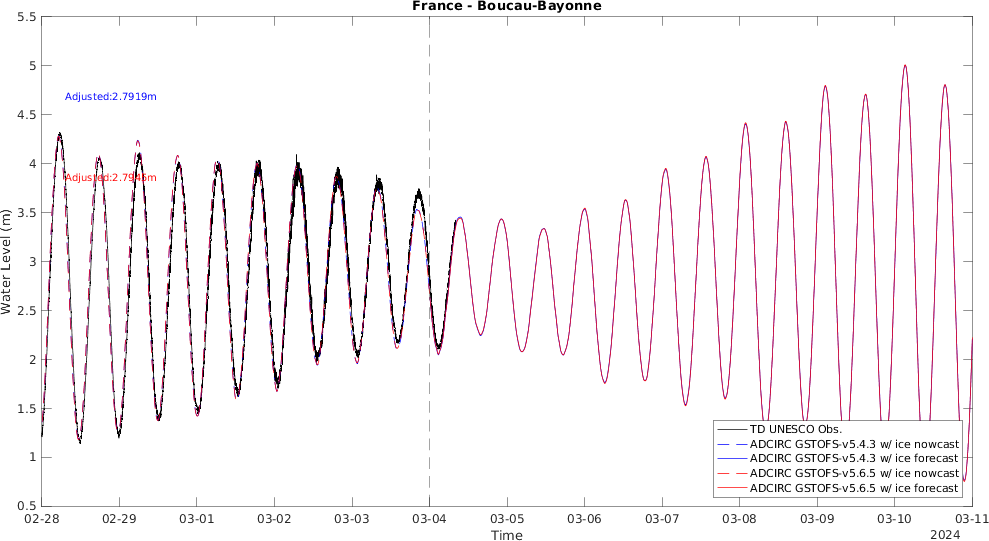 France - Boucau-Bayonne
5.5
5
4.5
4
3.5
3
2.5
2
1.5
1
0.5
Water Level (m)
Adjusted:2.7919m
Adjusted:2.7945m
TD UNESCO Obs.
ADCIRC GSTOFS-v5.4.3 w/ ice nowcast
ADCIRC GSTOFS-v5.4.3 w/ ice forecast
ADCIRC GSTOFS-v5.6.5 w/ ice nowcast
ADCIRC GSTOFS-v5.6.5 w/ ice forecast
02-28 02-29 03-01 03-02 03-03 03-04 03-05 03-06 03-07 03-08 03-09 03-10 03-11
Time
2024